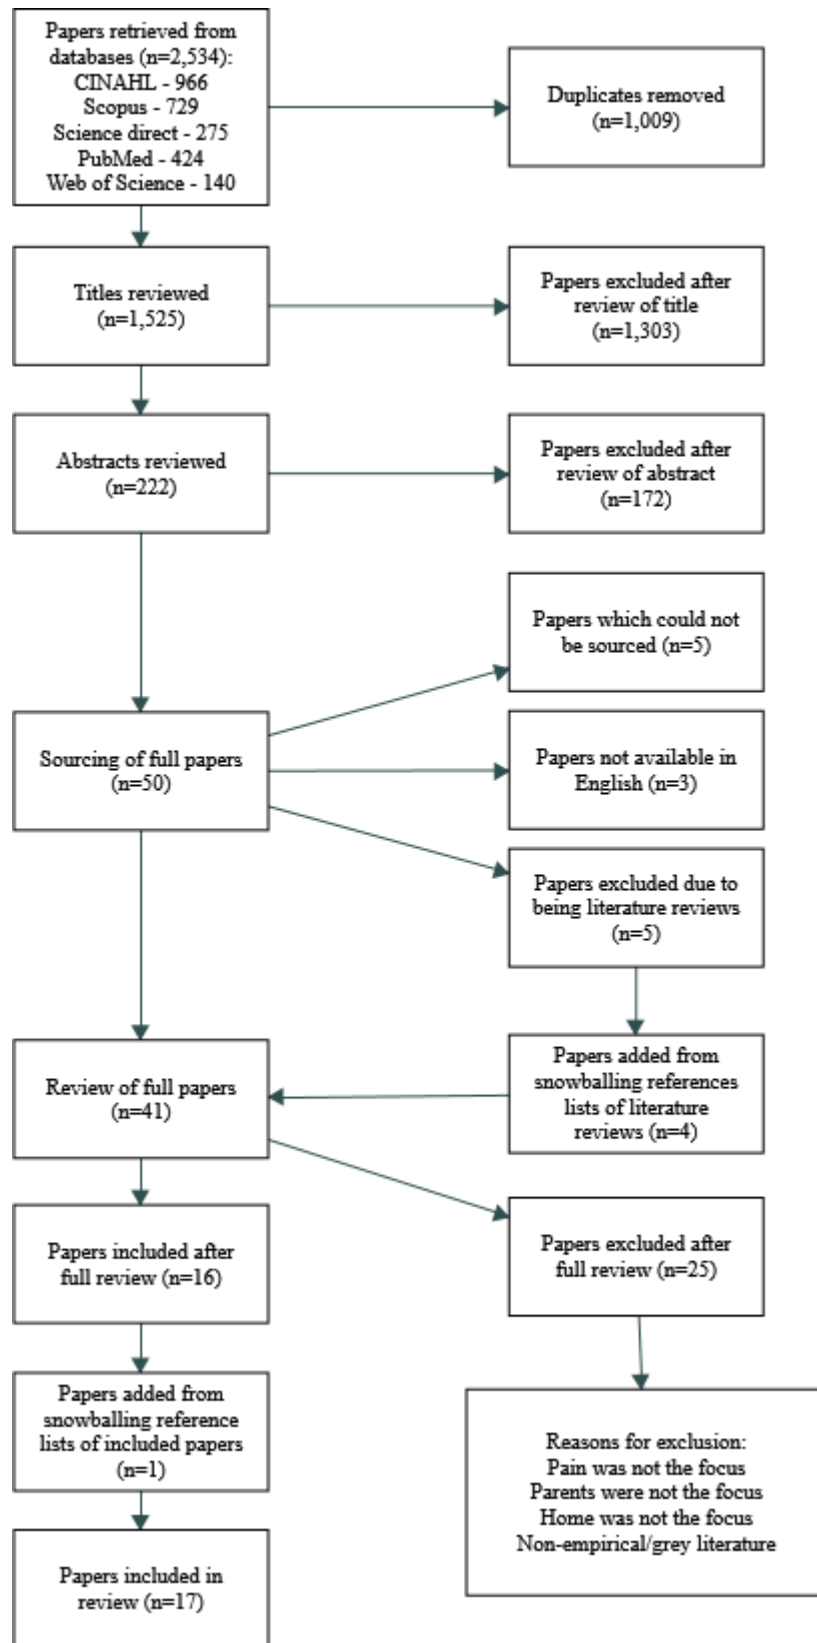 Papers retrieved from
databases (n=2,534):
CINAHL - 966
Scopus - 729
Science direct - 275
PubMed - 424
Web of Science - 140
Duplicates removed
(n=1,009)
Titles reviewed
(n=1,525)
Papers excluded after
review of title
(n=1,303)
Abstracts reviewed
(n=222)
Papers excluded after
review of abstract
(n=172)
Papers which could not
be sourced (n=5)
Sourcing of full papers
(n=50)
Papers not available in
English (n=3)
Papers excluded due to
being literature reviews
(n=5)
Review of full papers
(n=41)
Papers added from
snowballing references
lists of literature
reviews (n=4)
Papers included after
full review (n=16)
Papers excluded after
full review (n=25)
Papers added from
snowballing reference
lists of included papers
(n=1)
Reasons for exclusion:
Pain was not the focus
Parents were not the focus
Home was not the focus
Non-empirical/grey literature
Papers included in
review (n=17)